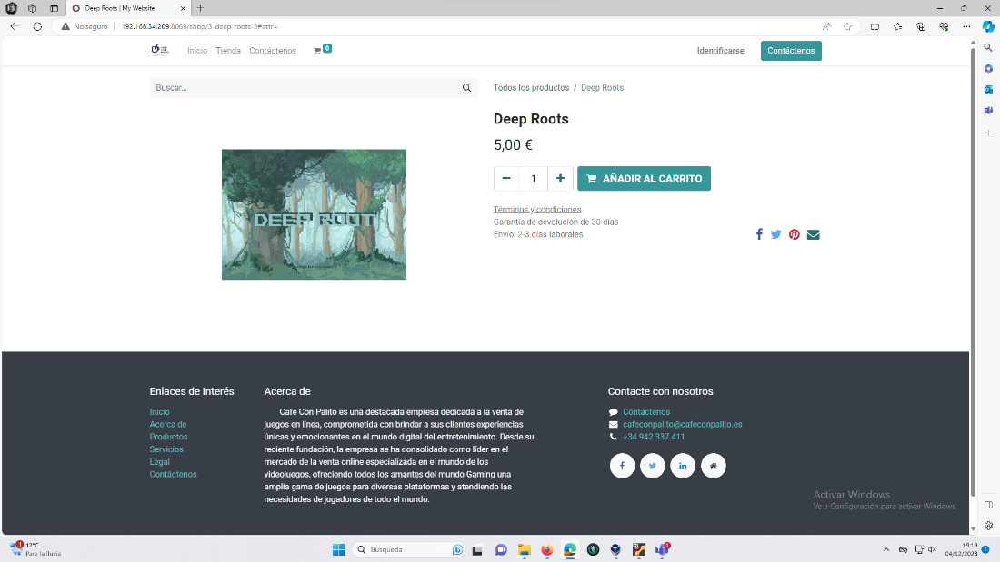 Deep Roots | My Website
No seguro
192.168.34.209:8069/shop/3-deep-roots-3#attr=
Inicio Tienda Contáctenos 0
Identificarse Contáctenos
Buscar...
Todos los productos / Deep Roots
Deep Roots
5,00 €
1 AÑADIR AL CARRITO
Términos y condiciones
Garantía de devolución de 30 días
Envío: 2-3 días laborales
DEEP ROOT
Enlaces de Interés
Inicio
Acerca de
Productos
Servicios
Legal
Contáctenos
Acerca de
Café Con Palito es una destacada empresa dedicada a la venta de
juegos en línea, comprometida con brindar a sus clientes experiencias
únicas y emocionantes en el mundo digital del entretenimiento. Desde su
reciente fundación, la empresa se ha consolidado como líder en el
mercado de la venta online especializada en el mundo de los
videojuegos, ofreciendo todos los amantes del mundo Gaming una
amplia gama de juegos para diversas plataformas y atendiendo las
necesidades de jugadores de todo el mundo.
Contacte con nosotros
Contáctenos
cafeconpalito@cafeconpalito.es
+34 942 337 411
Activar Windows
Ve a Configuración para activar Windows.
1
12°C
Para la lluvia
Búsqueda
1
19:19
04/12/2023